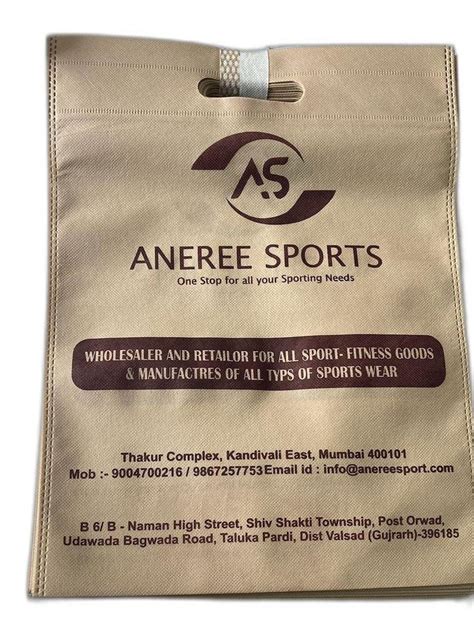 AS
ANEREE SPORTS
One Stop for all your Sporting Needs
WHOLESALER AND RETAILOR FOR ALL SPORT- FITNESS GOODS
& MANUFACTRES OF ALL TYPS OF SPORTS WEAR
Thakur Complex, Kandivali East, Mumbai 400101
Mob :- 9004700216 / 9867257753 Email id : info@anereesport.com
B 6/ B - Naman High Street, Shiv Shakti Township, Post Orwad,
Udawada Bagwada Road, Taluka Pardi, Dist Valsad (Gujrarh)-396185